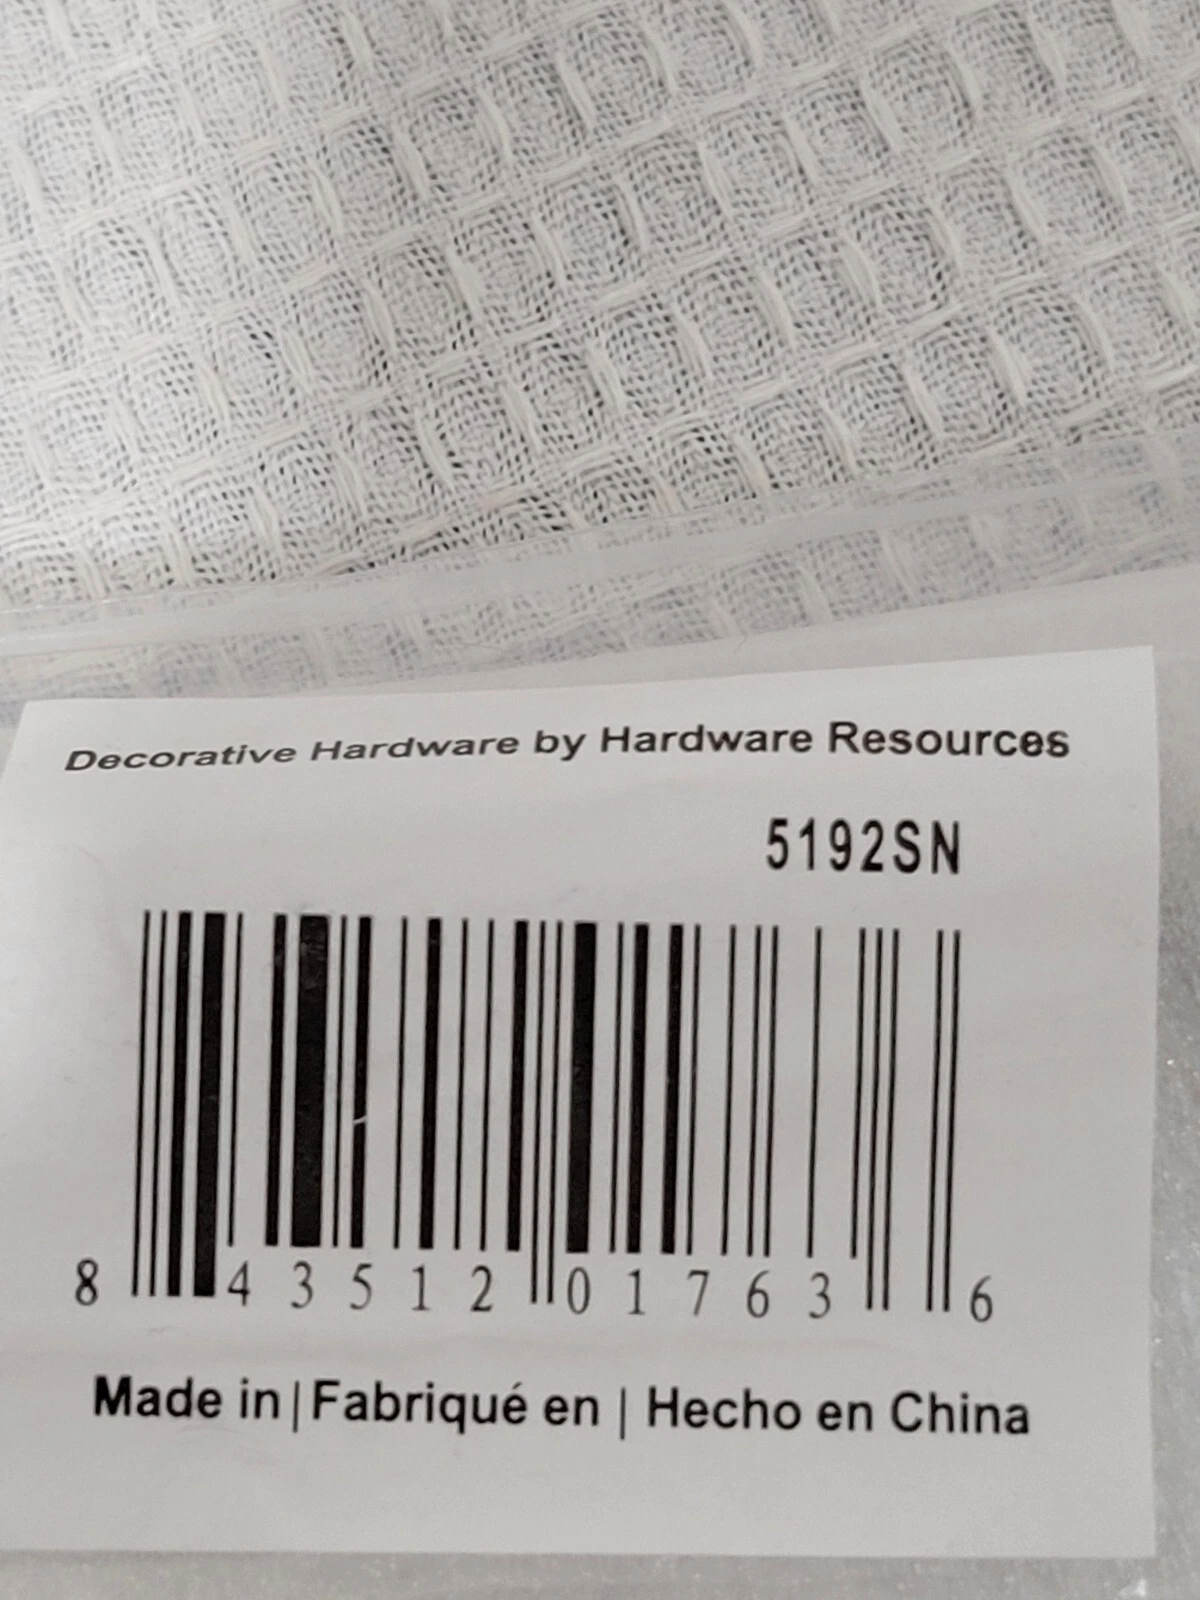 Decorative Hardware by Hardware Resources
5192SN
8 43512 01763 6
Made in | Fabriqué en | Hecho en China